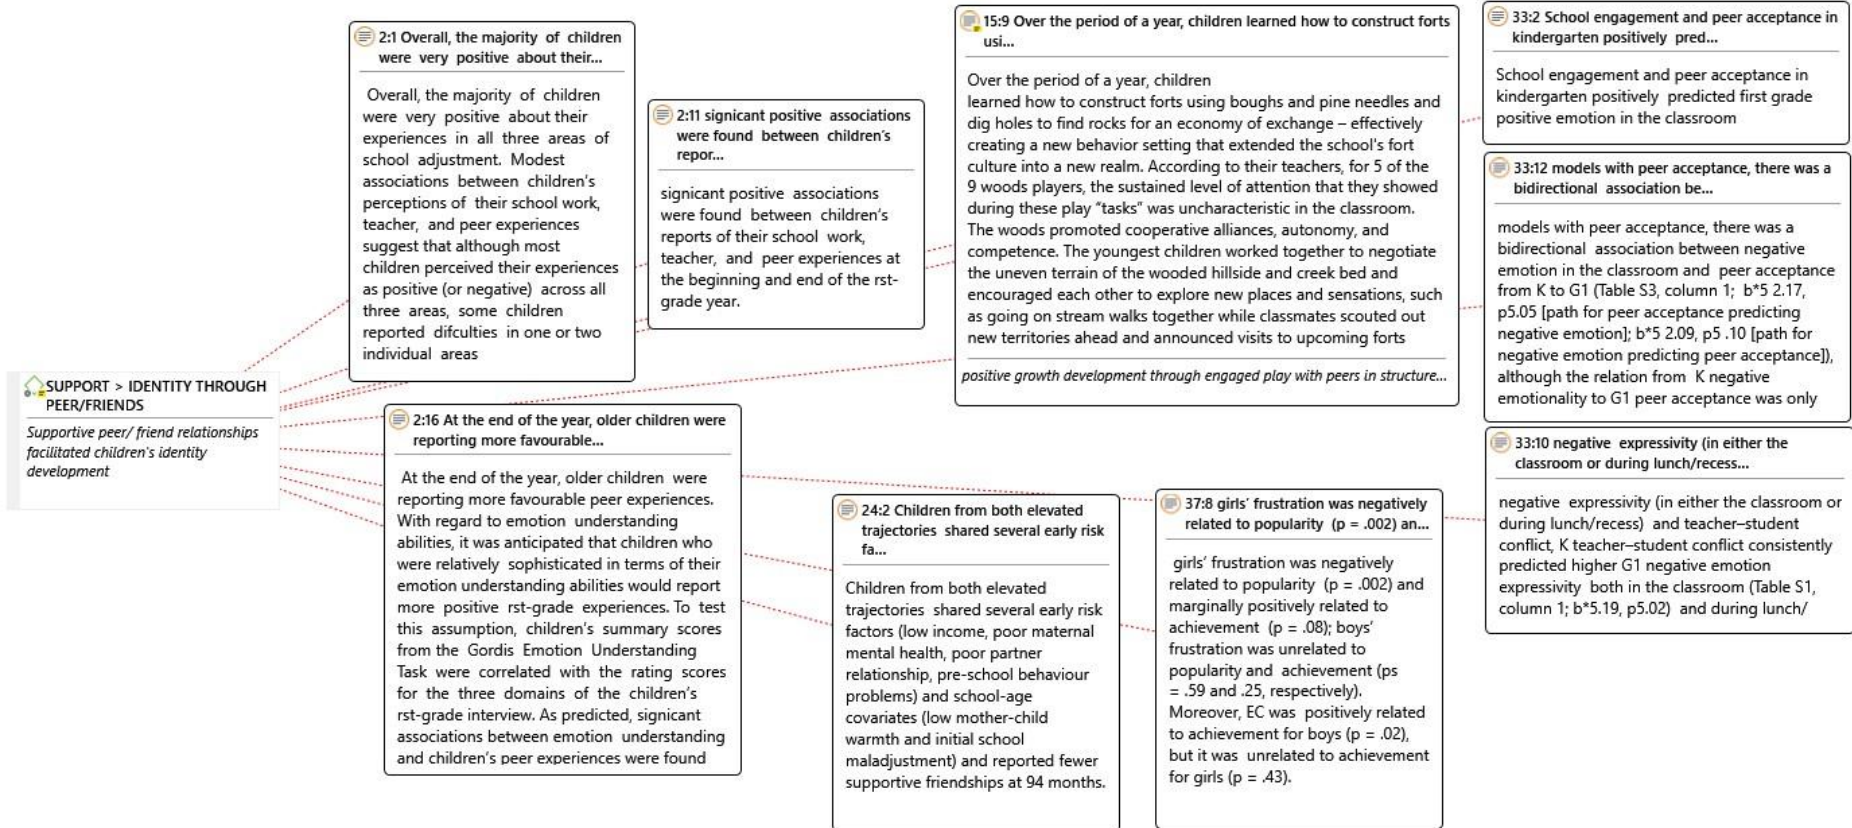 SUPPORT > IDENTITY THROUGH
PEER/FRIENDS
Supportive peer/ friend relationships
facilitated children's identity
development
2:1 Overall, the majority of children
were very positive about their...
Overall, the majority of children
were very positive about their
experiences in all three areas of
school adjustment. Modest
associations between children's
perceptions of their school work,
teacher, and peer experiences
suggest that although most
children perceived their experiences
as positive (or negative) across all
three areas, some children
reported difculties in one or two
individual areas
2:11 signicant positive associations
were found between children's
repor...
signicant positive associations
were found between children's
reports of their school work,
teacher, and peer experiences at
the beginning and end of the rst-
grade year.
2:16 At the end of the year, older children were
reporting more favourable...
At the end of the year, older children were
reporting more favourable peer experiences.
With regard to emotion understanding
abilities, it was anticipated that children who
were relatively sophisticated in terms of their
emotion understanding abilities would report
more positive rst-grade experiences. To test
this assumption, children's summary scores
from the Gordis Emotion Understanding
Task were correlated with the rating scores
for the three domains of the children's
rst-grade interview. As predicted, signicant
associations between emotion understanding
and children's peer experiences were found
15:9 Over the period of a year, children learned how to construct forts
usi...
Over the period of a year, children
learned how to construct forts using boughs and pine needles and
dig holes to find rocks for an economy of exchange – effectively
creating a new behavior setting that extended the school's fort
culture into a new realm. According to their teachers, for 5 of the
9 woods players, the sustained level of attention that they showed
during these play "tasks" was uncharacteristic in the classroom.
The woods promoted cooperative alliances, autonomy, and
competence. The youngest children worked together to negotiate
the uneven terrain of the wooded hillside and creek bed and
encouraged each other to explore new places and sensations, such
as going on stream walks together while classmates scouted out
new territories ahead and announced visits to upcoming forts
positive growth development through engaged play with peers in structure...
24:2 Children from both elevated
trajectories shared several early risk
fa...
Children from both elevated
trajectories shared several early risk
factors (low income, poor maternal
mental health, poor partner
relationship, pre-school behaviour
problems) and school-age
covariates (low mother-child
warmth and initial school
maladjustment) and reported fewer
supportive friendships at 94 months.
37:8 girls' frustration was negatively
related to popularity (p = .002) an...
girls' frustration was negatively
related to popularity (p = .002) and
marginally positively related to
achievement (p = .08); boys'
frustration was unrelated to
popularity and achievement (ps
= .59 and .25, respectively).
Moreover, EC was positively related
to achievement for boys (p = .02),
but it was unrelated to achievement
for girls (p = .43).
33:2 School engagement and peer acceptance in
kindergarten positively pred...
School engagement and peer acceptance in
kindergarten positively predicted first grade
positive emotion in the classroom
33:12 models with peer acceptance, there was a
bidirectional association be...
models with peer acceptance, there was a
bidirectional association between negative
emotion in the classroom and peer acceptance
from K to G1 (Table S3, column 1; b*5 2.17,
p5.05 [path for peer acceptance predicting
negative emotion]; b*5 2.09, p5 .10 [path for
negative emotion predicting peer acceptance]),
although the relation from K negative
emotionality to G1 peer acceptance was only
33:10 negative expressivity (in either the
classroom or during lunch/recess...
negative expressivity (in either the classroom or
during lunch/recess) and teacher–student
conflict, K teacher–student conflict consistently
predicted higher G1 negative emotion
expressivity both in the classroom (Table S1,
column 1; b*5.19, p5.02) and during lunch/